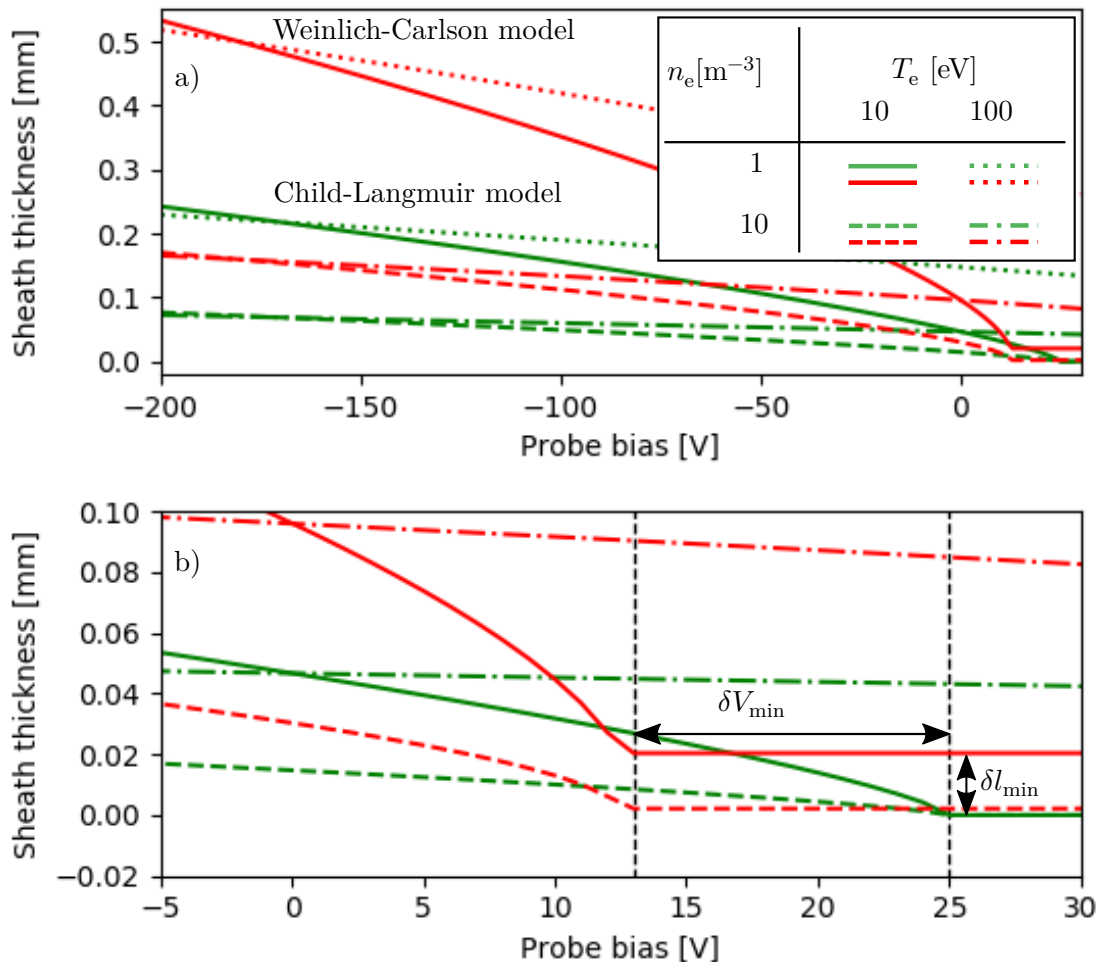 Weinlich-Carlson model
a)
Child-Langmuir model
nₑ[m⁻³] Tₑ [eV]
10 100
1
10
Sheath thickness [mm]
0.5
0.4
0.3
0.2
0.1
0.0
−200 −150 −100 −50 0
Probe bias [V]
b)
δV_min
δl_min
Sheath thickness [mm]
0.10
0.08
0.06
0.04
0.02
0.00
−0.02
−5 0 5 10 15 20 25 30
Probe bias [V]